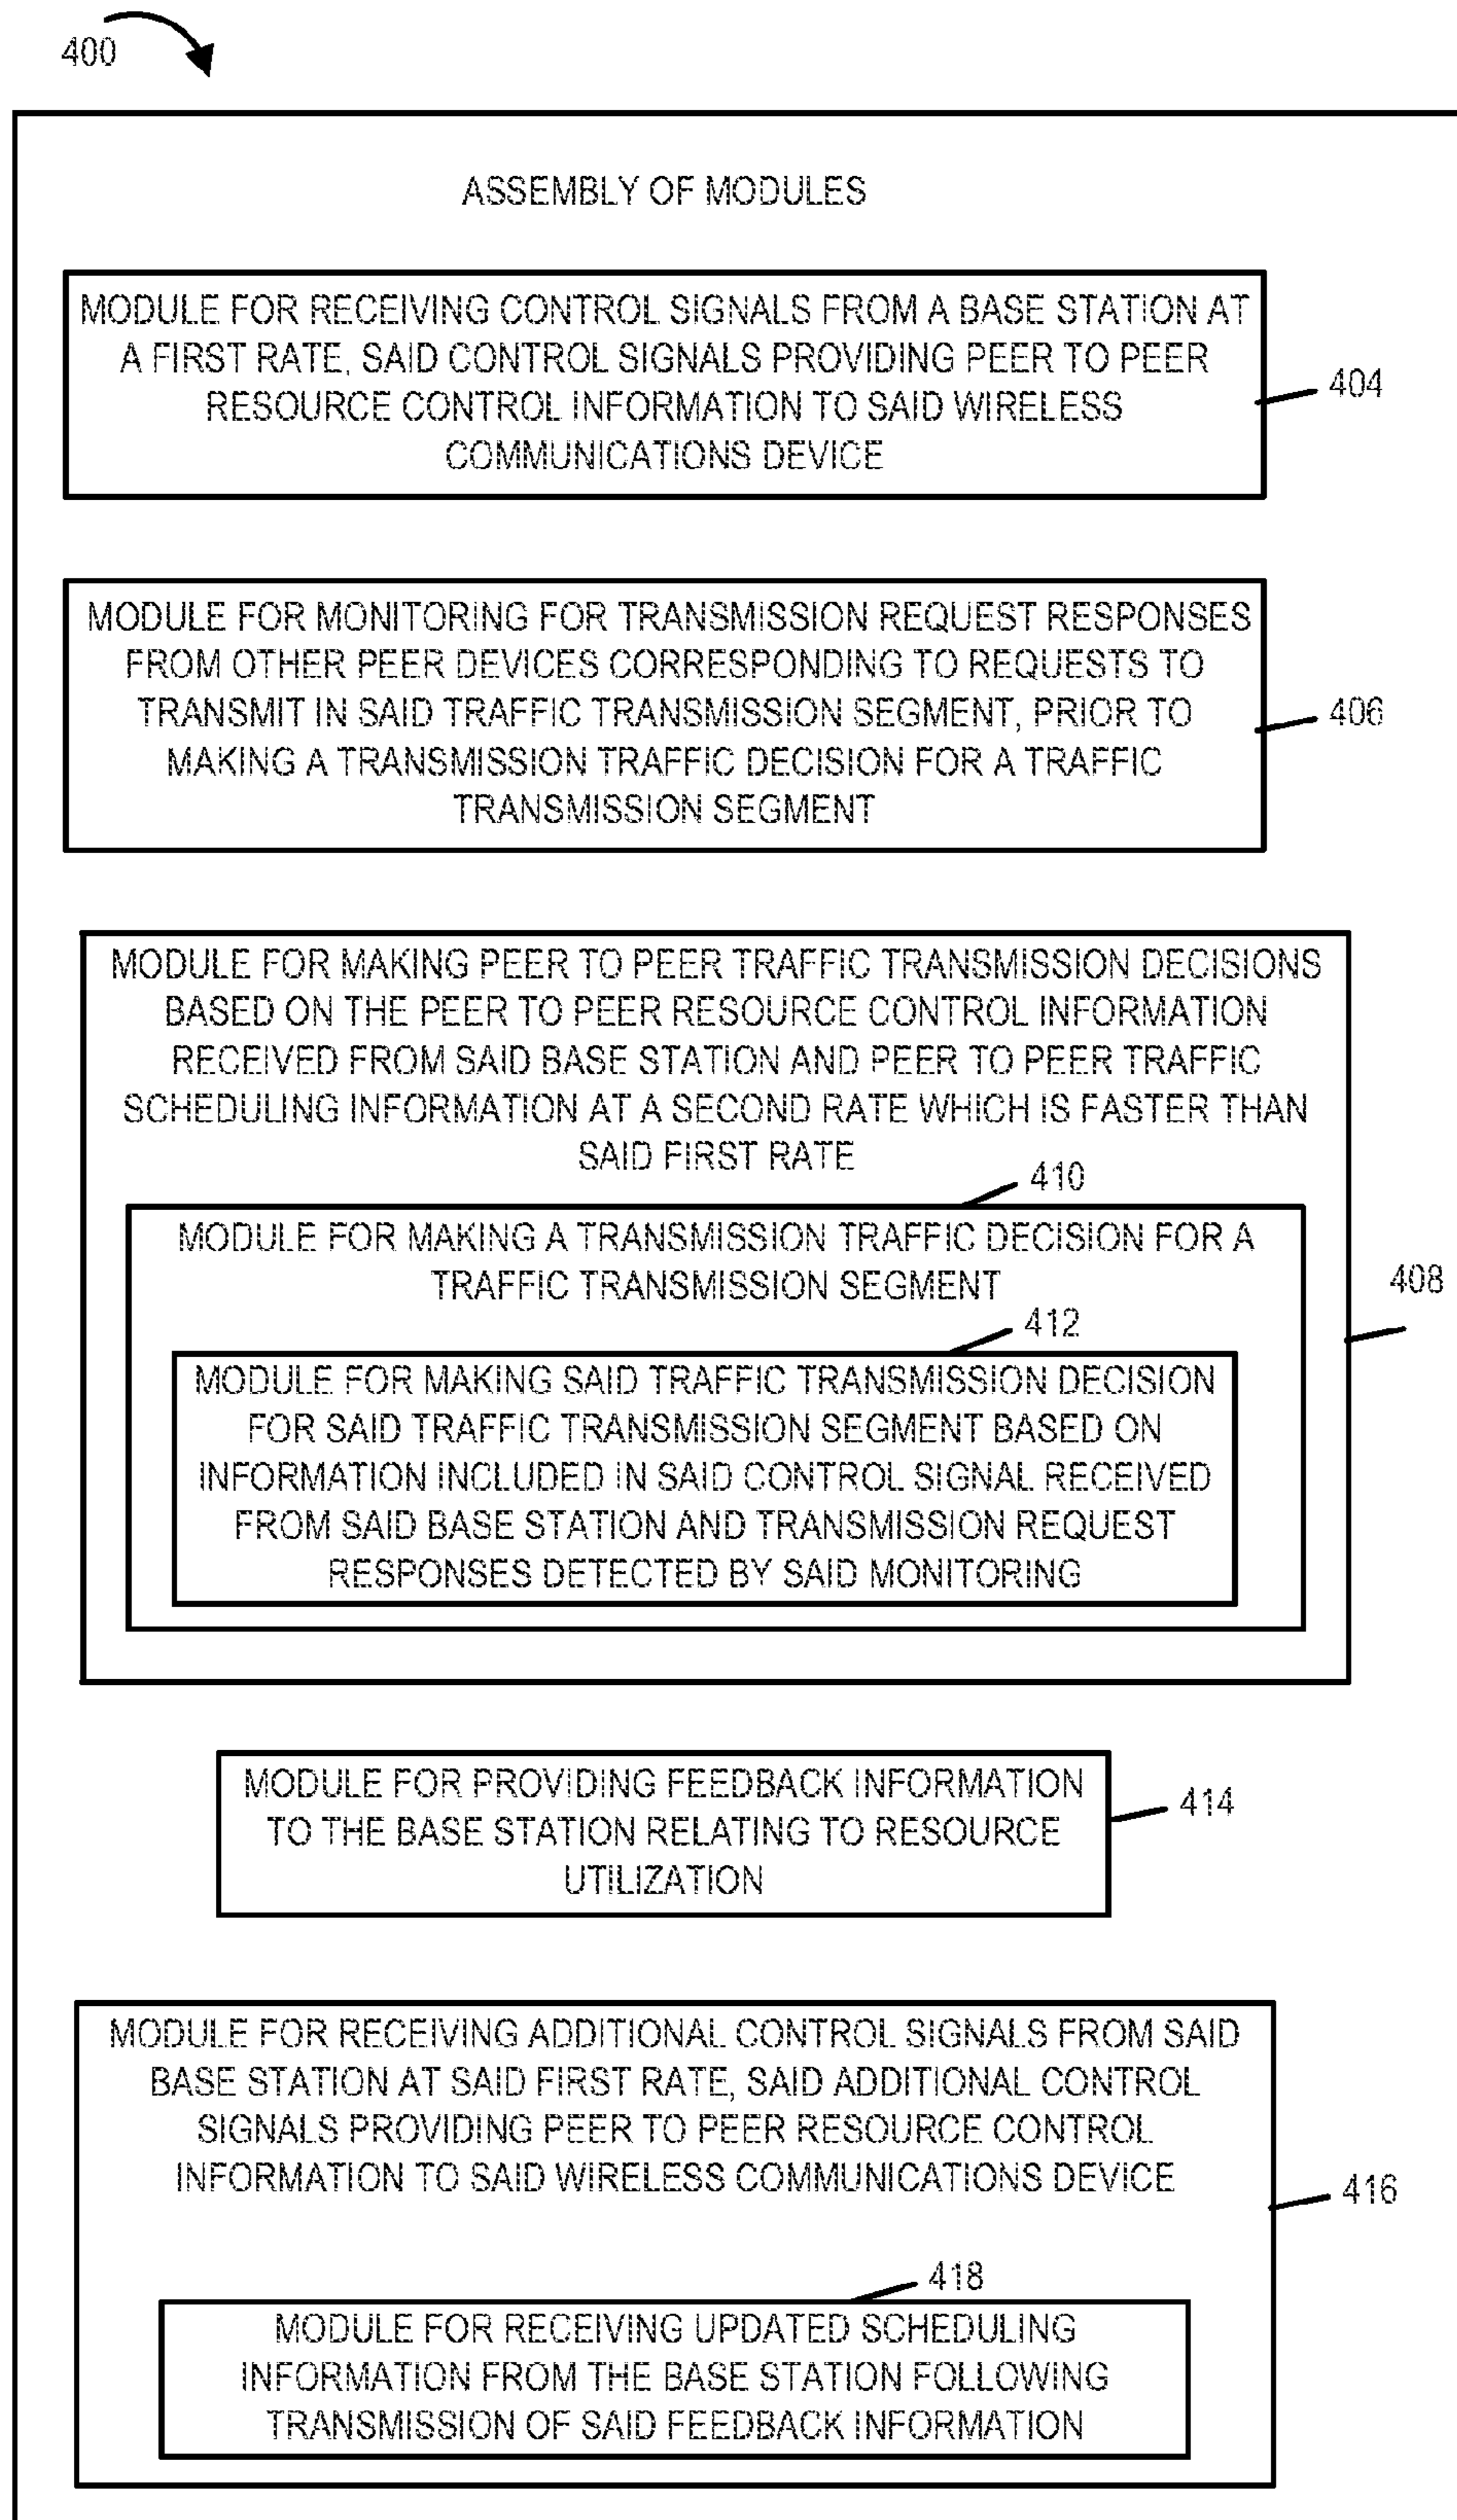 400
ASSEMBLY OF MODULES
MODULE FOR RECEIVING CONTROL SIGNALS FROM A BASE STATION AT
A FIRST RATE, SAID CONTROL SIGNALS PROVIDING PEER TO PEER
RESOURCE CONTROL INFORMATION TO SAID WIRELESS
COMMUNICATIONS DEVICE
404
MODULE FOR MONITORING FOR TRANSMISSION REQUEST RESPONSES
FROM OTHER PEER DEVICES CORRESPONDING TO REQUESTS TO
TRANSMIT IN SAID TRAFFIC TRANSMISSION SEGMENT, PRIOR TO
MAKING A TRANSMISSION TRAFFIC DECISION FOR A TRAFFIC
TRANSMISSION SEGMENT
406
MODULE FOR MAKING PEER TO PEER TRAFFIC TRANSMISSION DECISIONS
BASED ON THE PEER TO PEER RESOURCE CONTROL INFORMATION
RECEIVED FROM SAID BASE STATION AND PEER TO PEER TRAFFIC
SCHEDULING INFORMATION AT A SECOND RATE WHICH IS FASTER THAN
SAID FIRST RATE
410
MODULE FOR MAKING A TRANSMISSION TRAFFIC DECISION FOR A
TRAFFIC TRANSMISSION SEGMENT
408
412
MODULE FOR MAKING SAID TRAFFIC TRANSMISSION DECISION
FOR SAID TRAFFIC TRANSMISSION SEGMENT BASED ON
INFORMATION INCLUDED IN SAID CONTROL SIGNAL RECEIVED
FROM SAID BASE STATION AND TRANSMISSION REQUEST
RESPONSES DETECTED BY SAID MONITORING
MODULE FOR PROVIDING FEEDBACK INFORMATION
TO THE BASE STATION RELATING TO RESOURCE
UTILIZATION
414
MODULE FOR RECEIVING ADDITIONAL CONTROL SIGNALS FROM SAID
BASE STATION AT SAID FIRST RATE, SAID ADDITIONAL CONTROL
SIGNALS PROVIDING PEER TO PEER RESOURCE CONTROL
INFORMATION TO SAID WIRELESS COMMUNICATIONS DEVICE
416
418
MODULE FOR RECEIVING UPDATED SCHEDULING
INFORMATION FROM THE BASE STATION FOLLOWING
TRANSMISSION OF SAID FEEDBACK INFORMATION